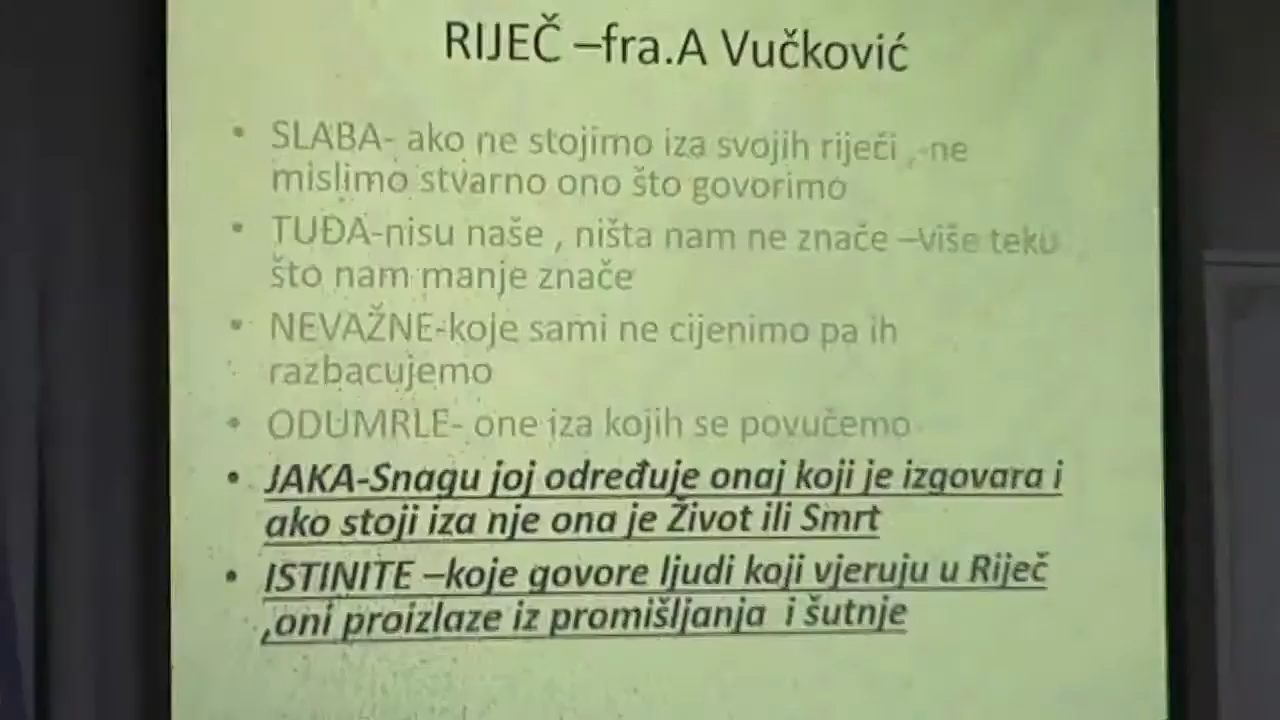 RIJEČ –fra.A Vučković
• SLABA- ako ne stojimo iza svojih riječi ,-ne
mislimo stvarno ono što govorimo
• TUĐA-nisu naše , ništa nam ne znače –više teku
što nam manje znače
• NEVAŽNE-koje sami ne cijenimo pa ih
razbacujemo
• ODUMRLE- one iza kojih se povučemo
• JAKA-Snagu joj određuje onaj koji je izgovara i
ako stoji iza nje ona je Život ili Smrt
• ISTINITE –koje govore ljudi koji vjeruju u Riječ
,oni proizlaze iz promišljanja i šutnje